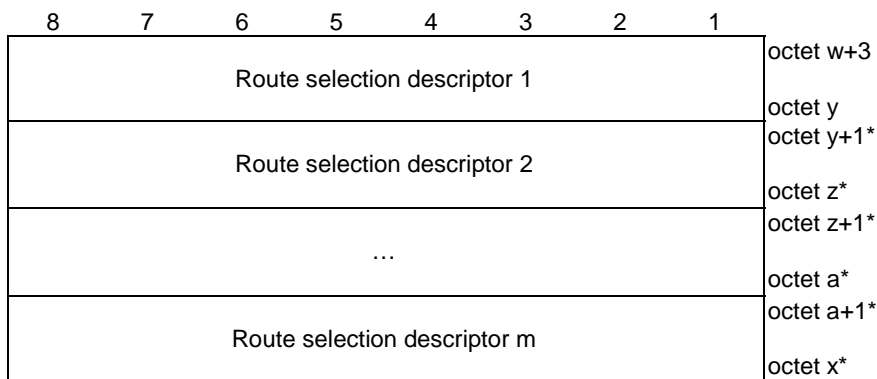 8 7 6 5 4 3 2 1
octet w+3
Route selection descriptor 1
octet y
octet y+1*
Route selection descriptor 2
octet z*
octet z+1*
…
octet a*
octet a+1*
Route selection descriptor m
octet x*